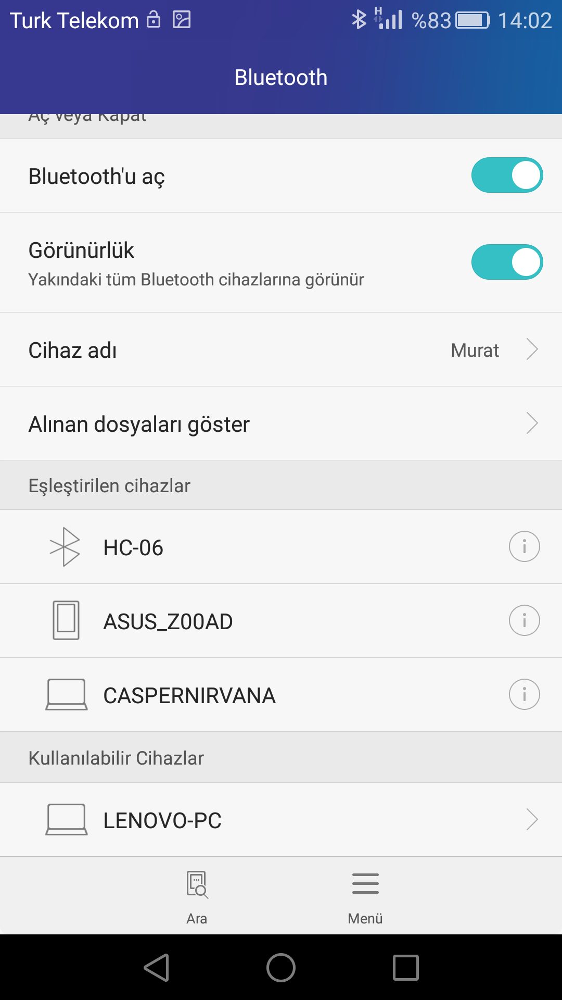 Turk Telekom H %83 14:02
Bluetooth
Aç veya Kapat
Bluetooth'u aç
Görünürlük
Yakındaki tüm Bluetooth cihazlarına görünür
Cihaz adı Murat
Alınan dosyaları göster
Eşleştirilen cihazlar
HC-06
ASUS_Z00AD
CASPERNIRVANA
Kullanılabilir Cihazlar
LENOVO-PC
Ara Menü